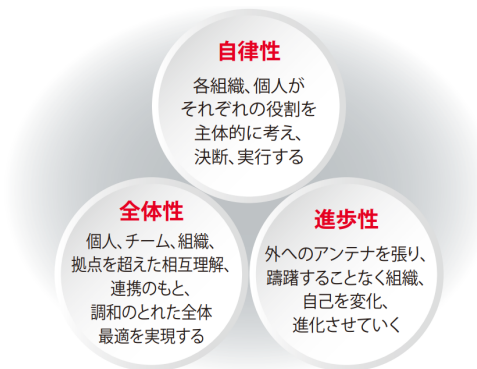 自律性
各組織、個人が
それぞれの役割を
主体的に考え、
決断、実行する
全体性
個人、チーム、組織、
拠点を超えた相互理解、
連携のもと、
調和のとれた全体
最適を実現する
進歩性
外へのアンテナを張り、
躊躇することなく組織、
自己を変化、
進化させていく